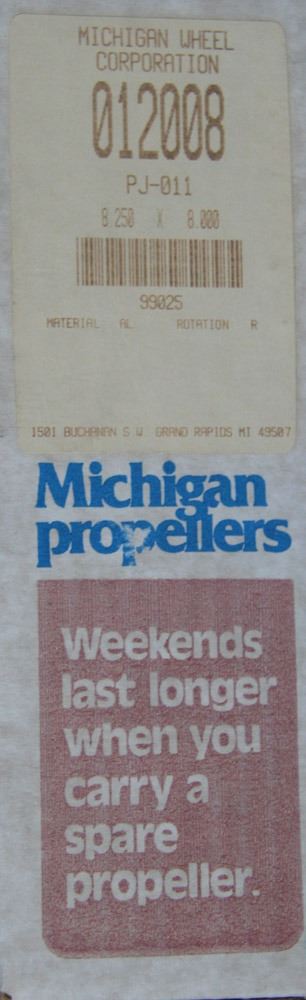 MICHIGAN WHEEL
CORPORATION
012008
PJ-011
8.250 X 8.000
99025
MATERIAL AL ROTATION R
1501 BUCHANAN S W GRAND RAPIDS MI 49507
Michigan
propellers
Weekends
last longer
when you
carry a
spare
propeller.